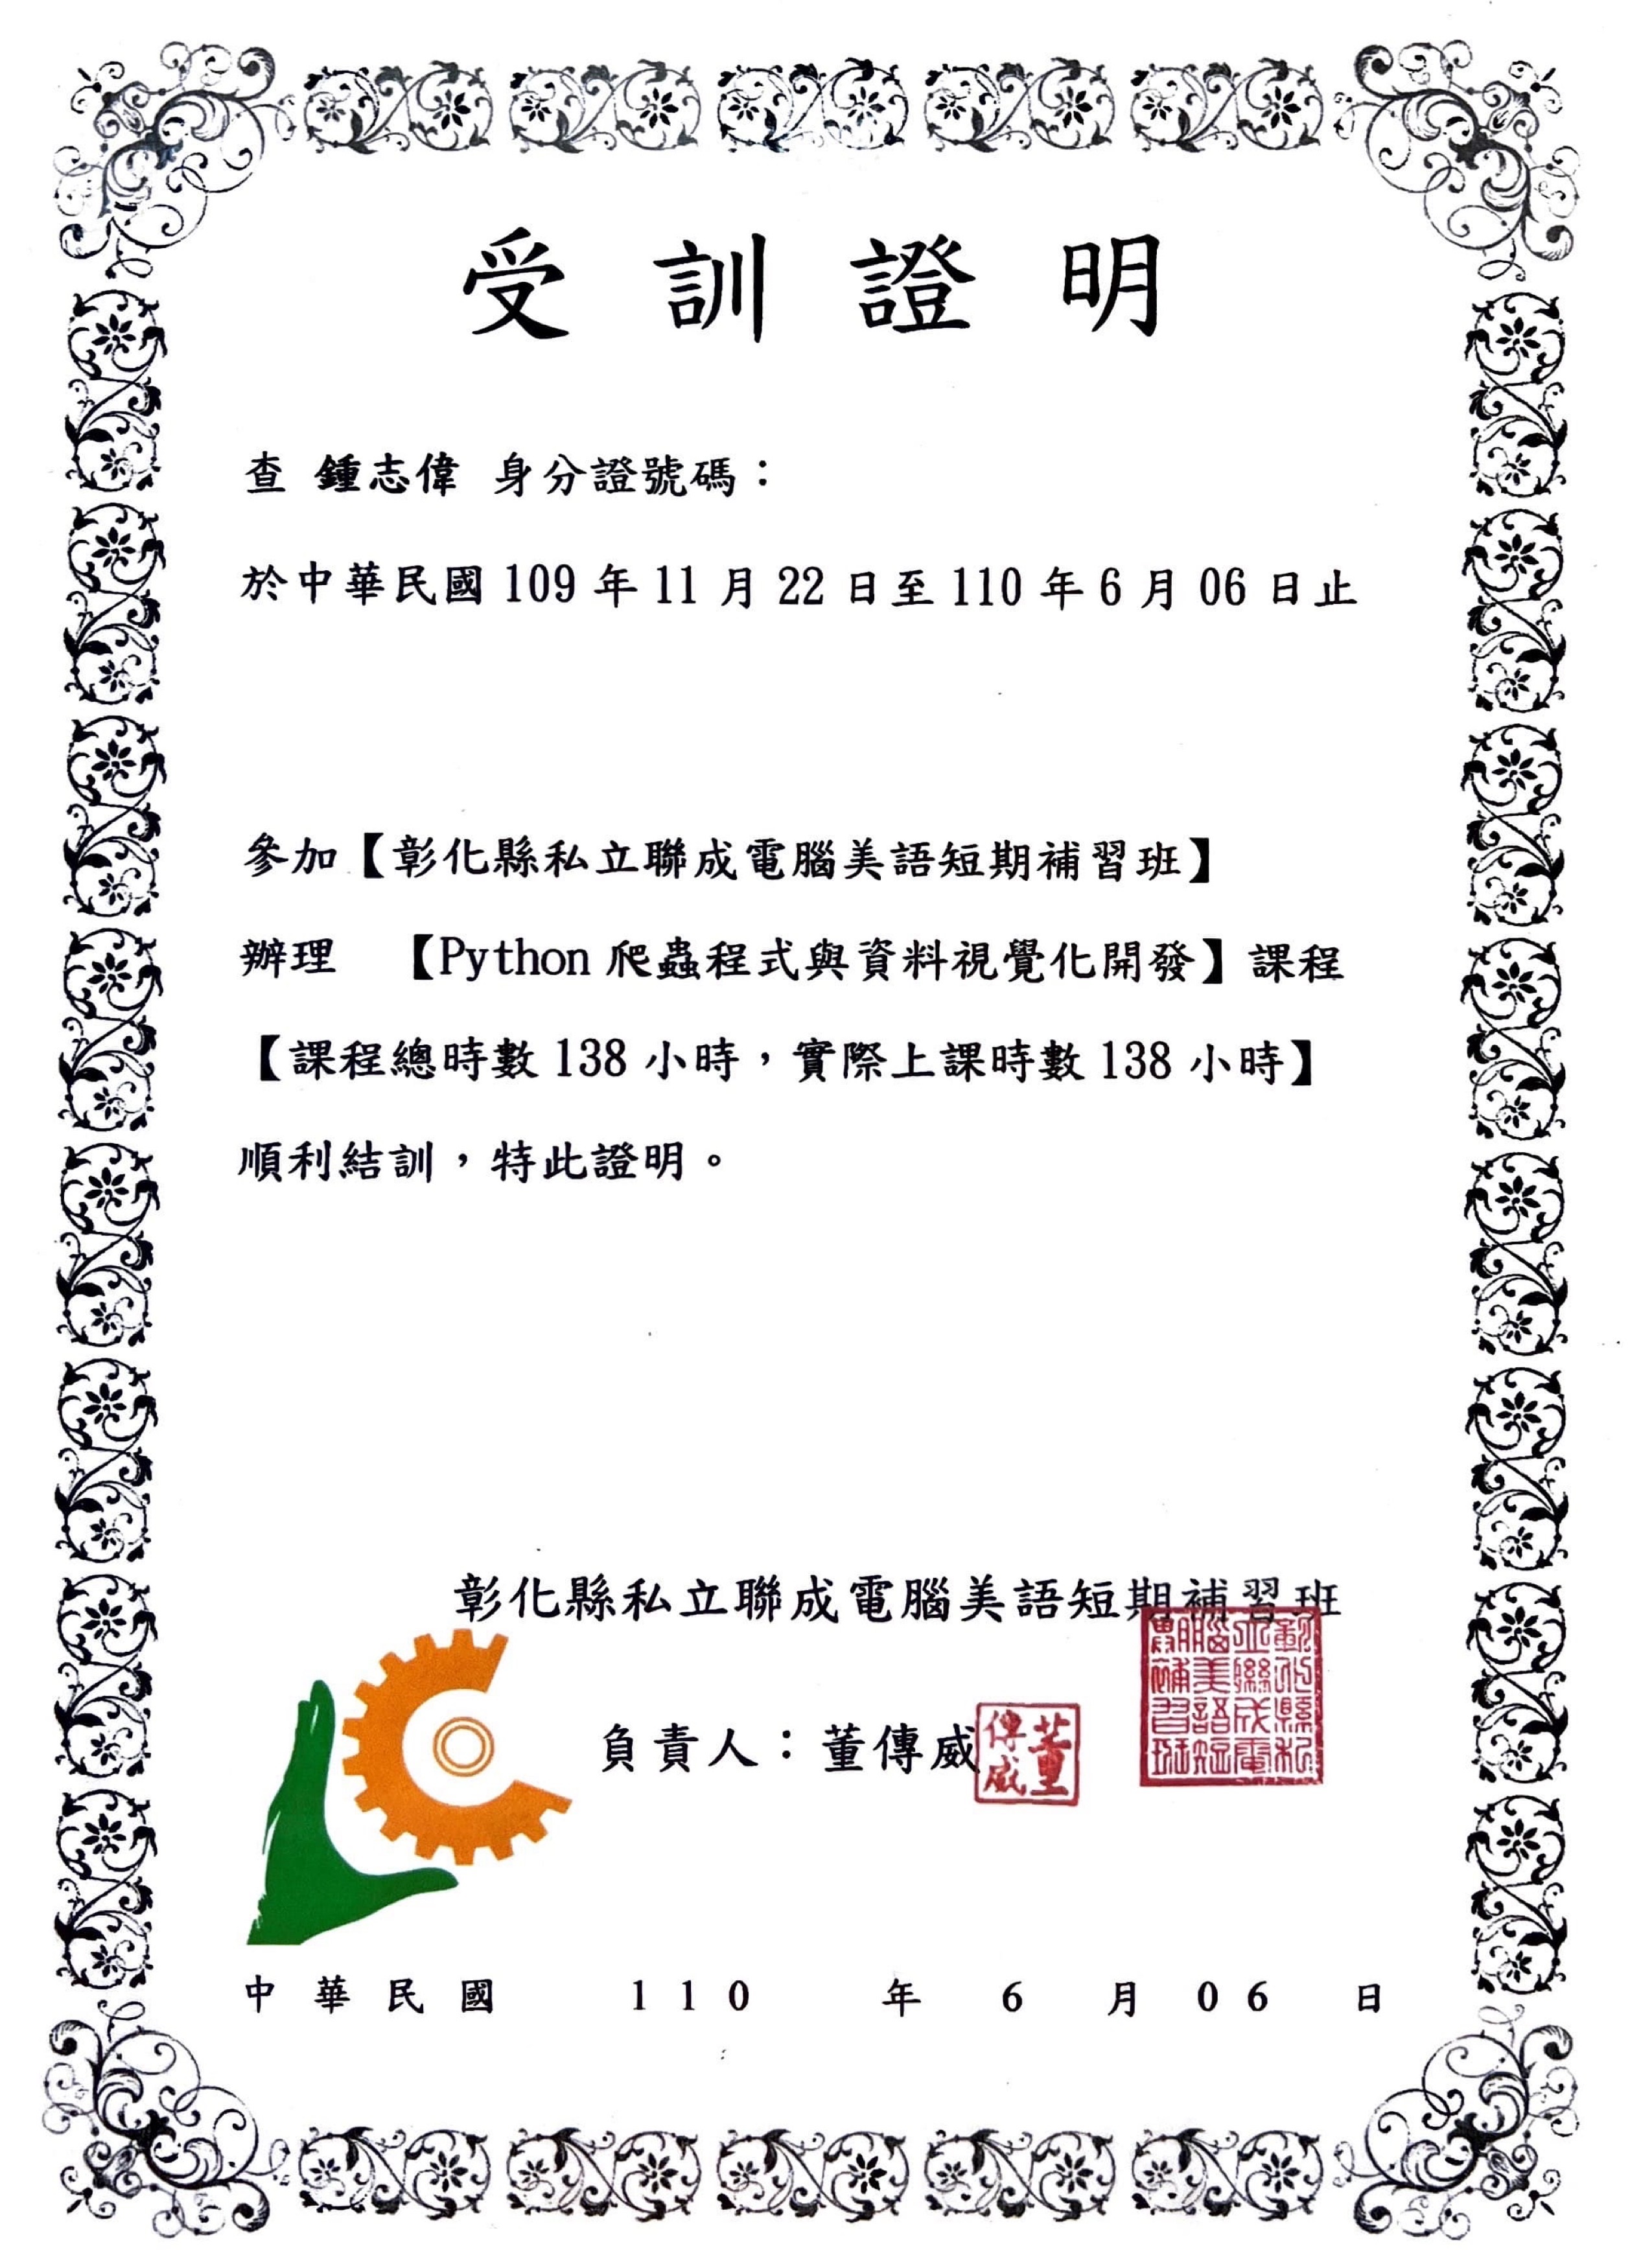 受訓證明
查 鍾志偉 身分證號碼：
於中華民國 109 年 11 月 22 日至 110 年 6 月 06 日止
參加【彰化縣私立聯成電腦美語短期補習班】
辦理 【Python 爬蟲程式與資料視覺化開發】課程
【課程總時數 138 小時，實際上課時數 138 小時】
順利結訓，特此證明。
彰化縣私立聯成電腦美語短期補習班
負責人：董傳威
董傳威
彰化縣私立聯成電腦美語短期補習班
中華民國 110 年 6 月 06 日